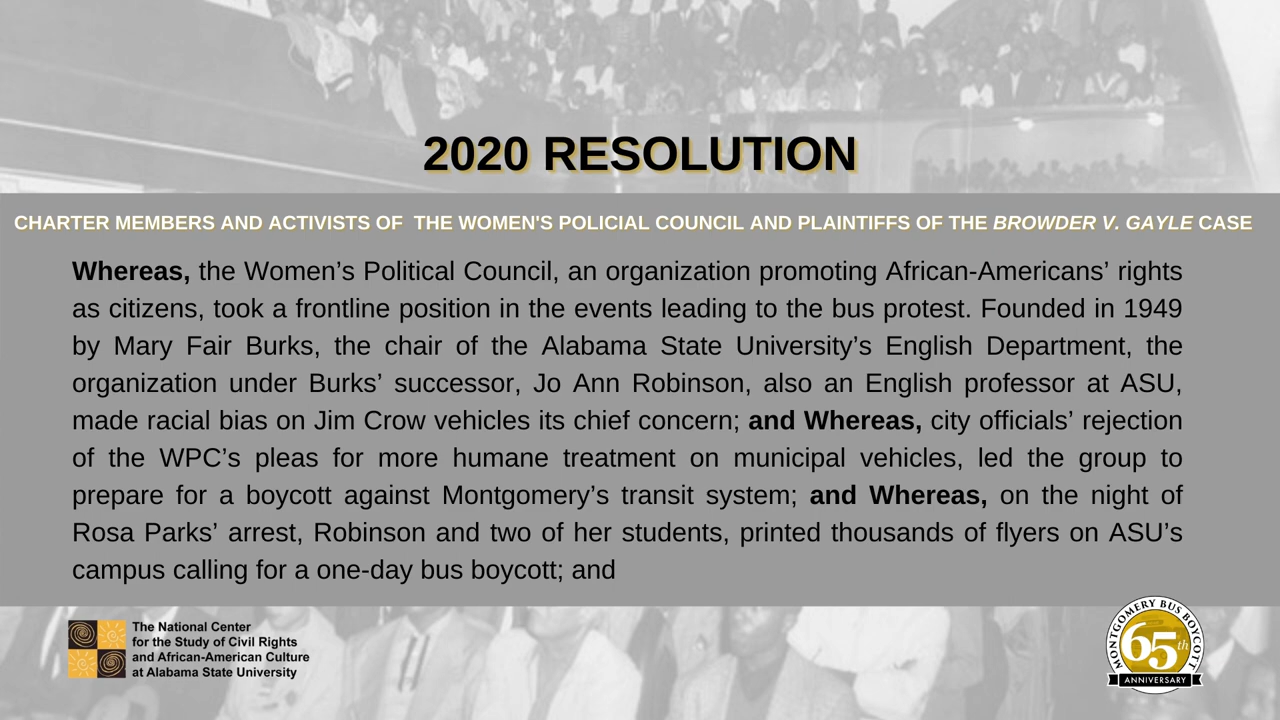 2020 RESOLUTION
CHARTER MEMBERS AND ACTIVISTS OF THE WOMEN'S POLICIAL COUNCIL AND PLAINTIFFS OF THE BROWDER V. GAYLE CASE
Whereas, the Women’s Political Council, an organization promoting African-Americans’ rights
as citizens, took a frontline position in the events leading to the bus protest. Founded in 1949
by Mary Fair Burks, the chair of the Alabama State University’s English Department, the
organization under Burks’ successor, Jo Ann Robinson, also an English professor at ASU,
made racial bias on Jim Crow vehicles its chief concern; and Whereas, city officials’ rejection
of the WPC’s pleas for more humane treatment on municipal vehicles, led the group to
prepare for a boycott against Montgomery’s transit system; and Whereas, on the night of
Rosa Parks’ arrest, Robinson and two of her students, printed thousands of flyers on ASU’s
campus calling for a one-day bus boycott; and
The National Center
for the Study of Civil Rights
and African-American Culture
at Alabama State University
MONTGOMERY BUS BOYCOTT
65th
ANNIVERSARY